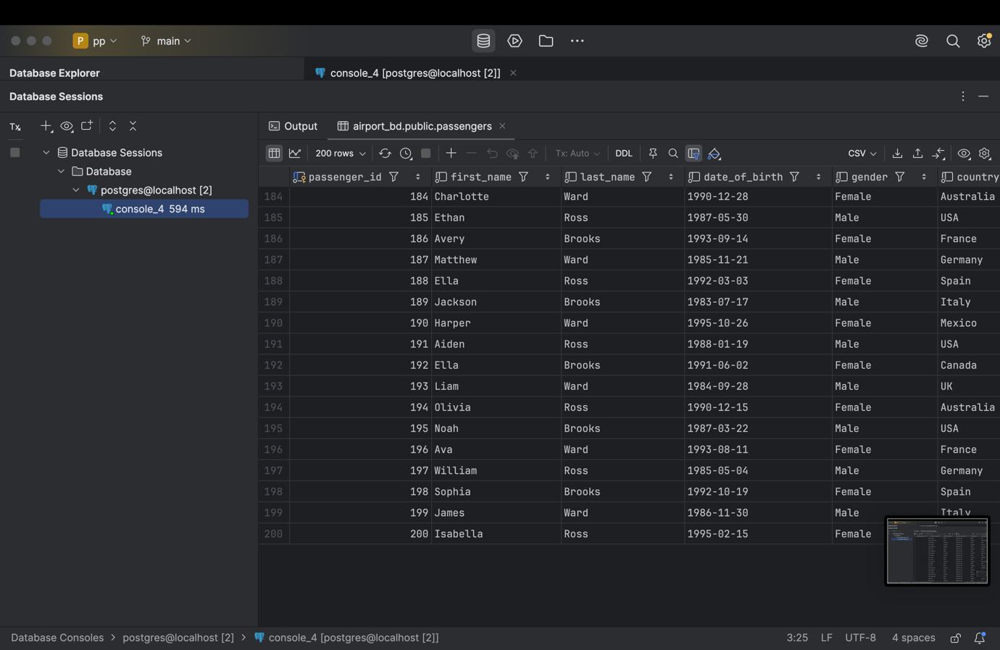 P pp main
Database Explorer
console_4 [postgres@localhost [2]]
Database Sessions
Tx
Output airport_bd.public.passengers
Database Sessions
Database
postgres@localhost [2]
console_4 594 ms
200 rows Tx: Auto DDL CSV
passenger_id first_name last_name date_of_birth gender country
184 184 Charlotte Ward 1990-12-28 Female Australia
185 185 Ethan Ross 1987-05-30 Male USA
186 186 Avery Brooks 1993-09-14 Female France
187 187 Matthew Ward 1985-11-21 Male Germany
188 188 Ella Ross 1992-03-03 Female Spain
189 189 Jackson Brooks 1983-07-17 Male Italy
190 190 Harper Ward 1995-10-26 Female Mexico
191 191 Aiden Ross 1988-01-19 Male USA
192 192 Ella Brooks 1991-06-02 Female Canada
193 193 Liam Ward 1984-09-28 Male UK
194 194 Olivia Ross 1990-12-15 Female Australia
195 195 Noah Brooks 1987-03-22 Male USA
196 196 Ava Ward 1993-08-11 Female France
197 197 William Ross 1985-05-04 Male Germany
198 198 Sophia Brooks 1992-10-19 Female Spain
199 199 James Ward 1986-11-30 Male Italy
200 200 Isabella Ross 1995-02-15 Female
Database Consoles > postgres@localhost [2] > console_4 [postgres@localhost [2]] 3:25 LF UTF-8 4 spaces